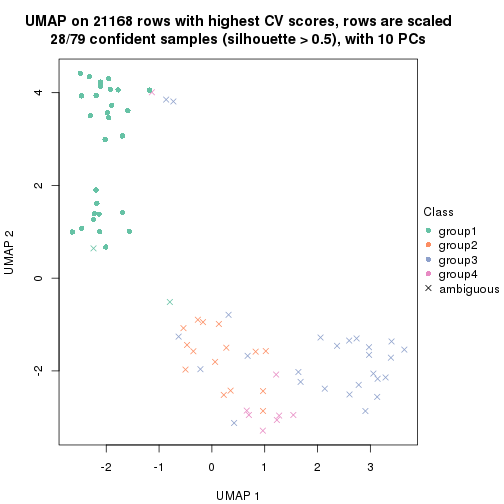 UMAP on 21168 rows with highest CV scores, rows are scaled
28/79 confident samples (silhouette > 0.5), with 10 PCs
4
2
0
-2
UMAP 2
-2
-1
0
1
2
3
UMAP 1
Class
group1
group2
group3
group4
ambiguous